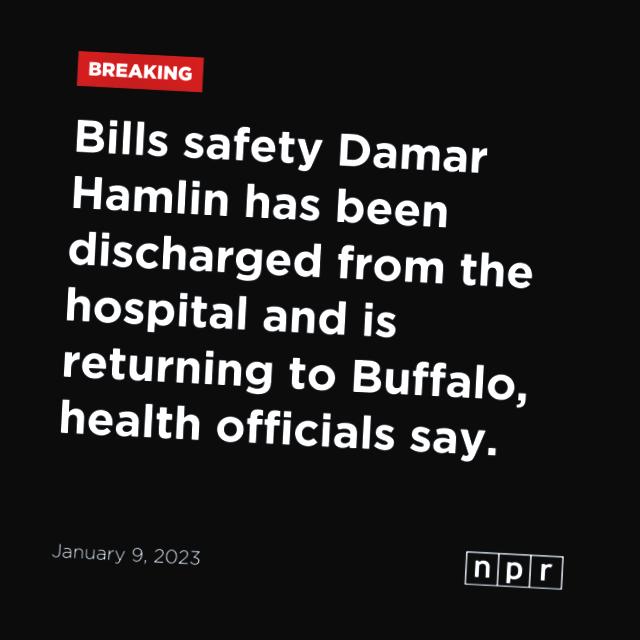 BREAKING
Bills safety Damar
Hamlin has been
discharged from the
hospital and is
returning to Buffalo,
health officials say.
January 9, 2023
npr